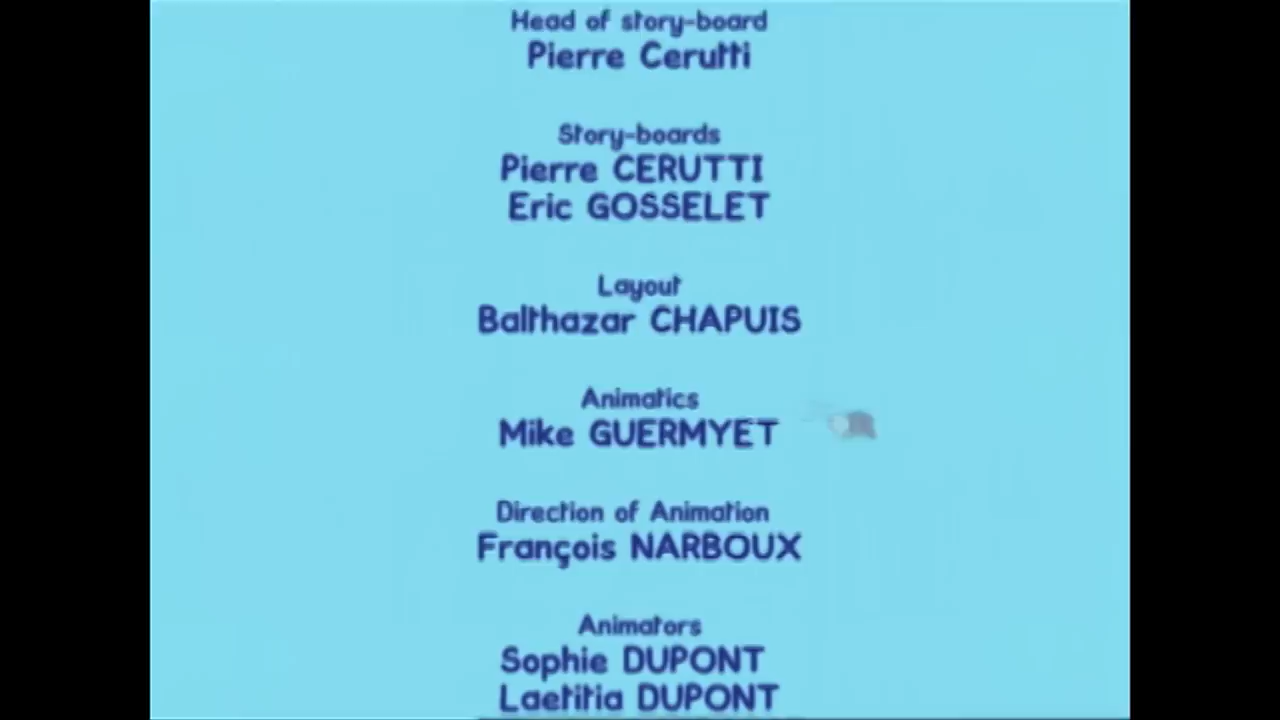 Head of story-board
Pierre Cerutti
Story-boards
Pierre CERUTTI
Eric GOSSELET
Layout
Balthazar CHAPUIS
Animatics
Mike GUERMYET
Direction of Animation
François NARBOUX
Animators
Sophie DUPONT
Laetitia DUPONT